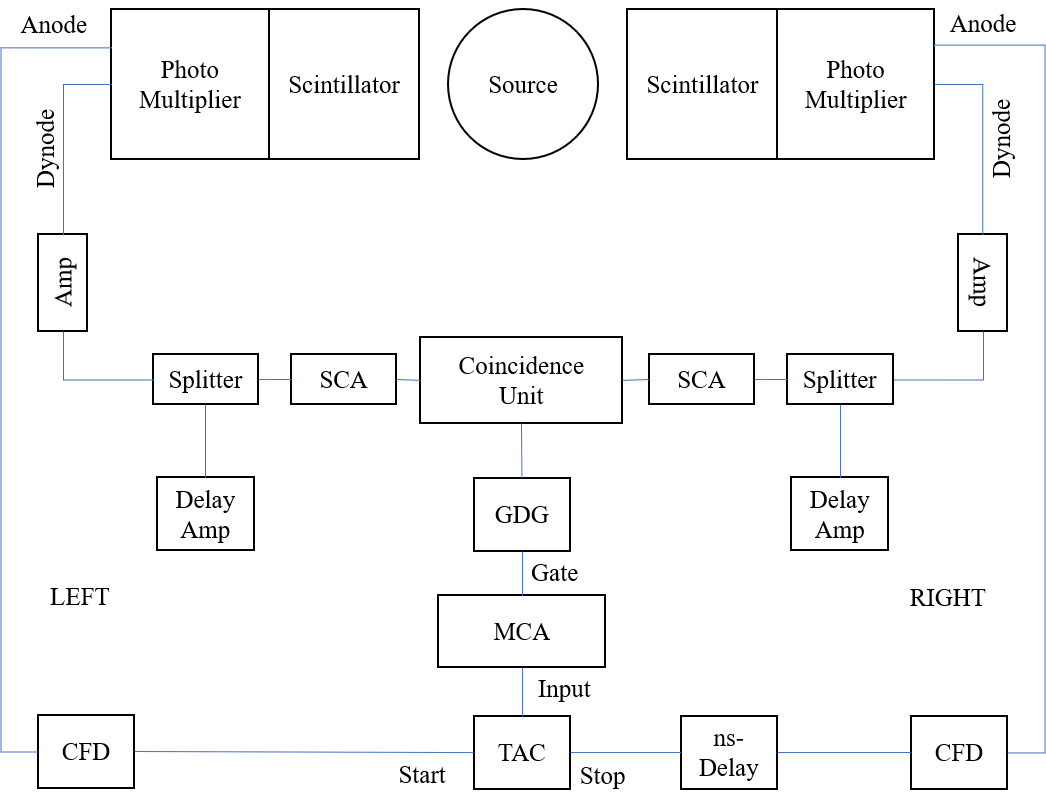 Anode
Anode
Photo
Multiplier
Scintillator
Source
Scintillator
Photo
Multiplier
Dynode
Dynode
Amp
Amp
Splitter
SCA
Coincidence
Unit
SCA
Splitter
Delay
Amp
GDG
Delay
Amp
Gate
LEFT
RIGHT
MCA
Input
CFD
TAC
ns-
Delay
CFD
Start
Stop